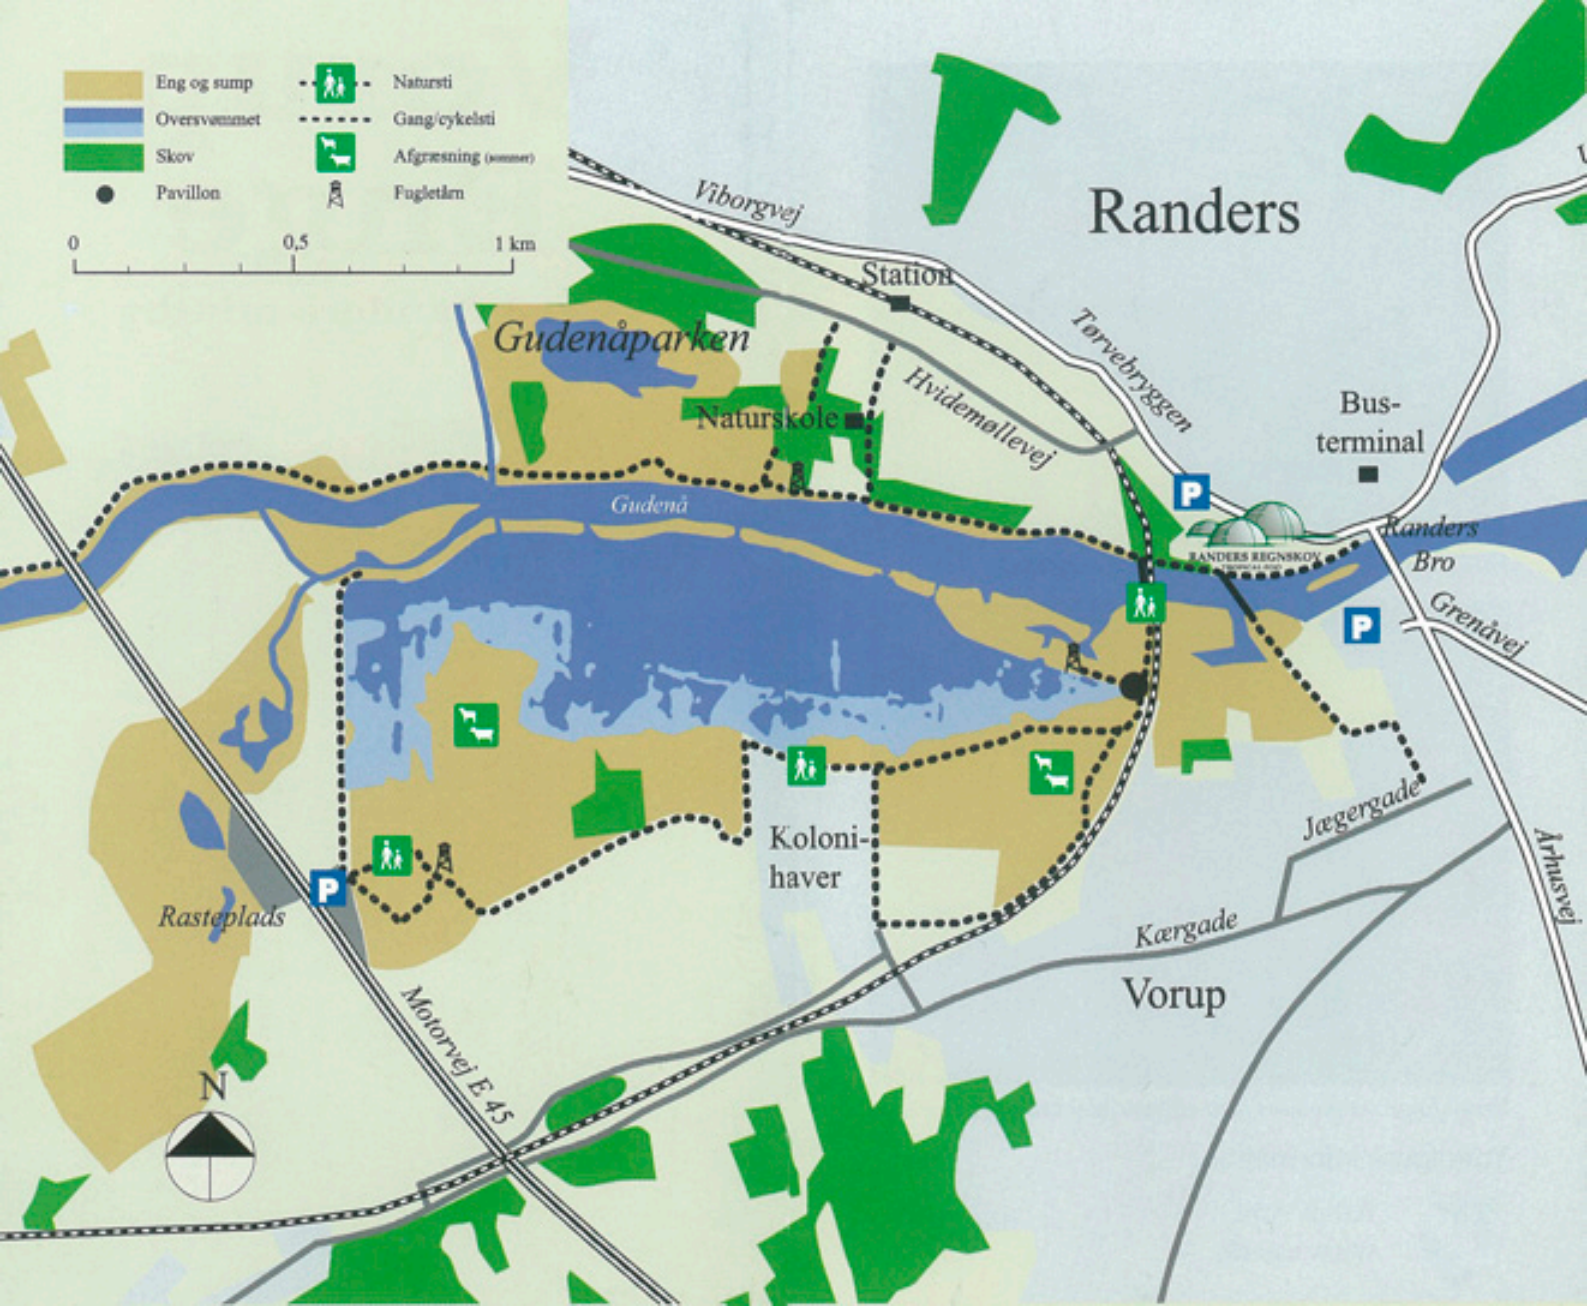 Eng og sump
Natursti
Oversvømmet
Gang/cykelsti
Skov
Afgræsning (sommer)
Pavillon
Fugletårn
0 0,5 1 km
Viborgvej
Randers
Station
Gudenåparken
Tørvebryggen
Hvidemøllevej
Naturskole
Bus-
terminal
P
Gudenå
Randers
Bro
RANDERS REGNSKOV
TROPICAL ZOO
P
Grenåvej
Koloni-
haver
Jægergade
Århusvej
P
Rasteplads
Kærgade
Vorup
Motorvej E 45
N